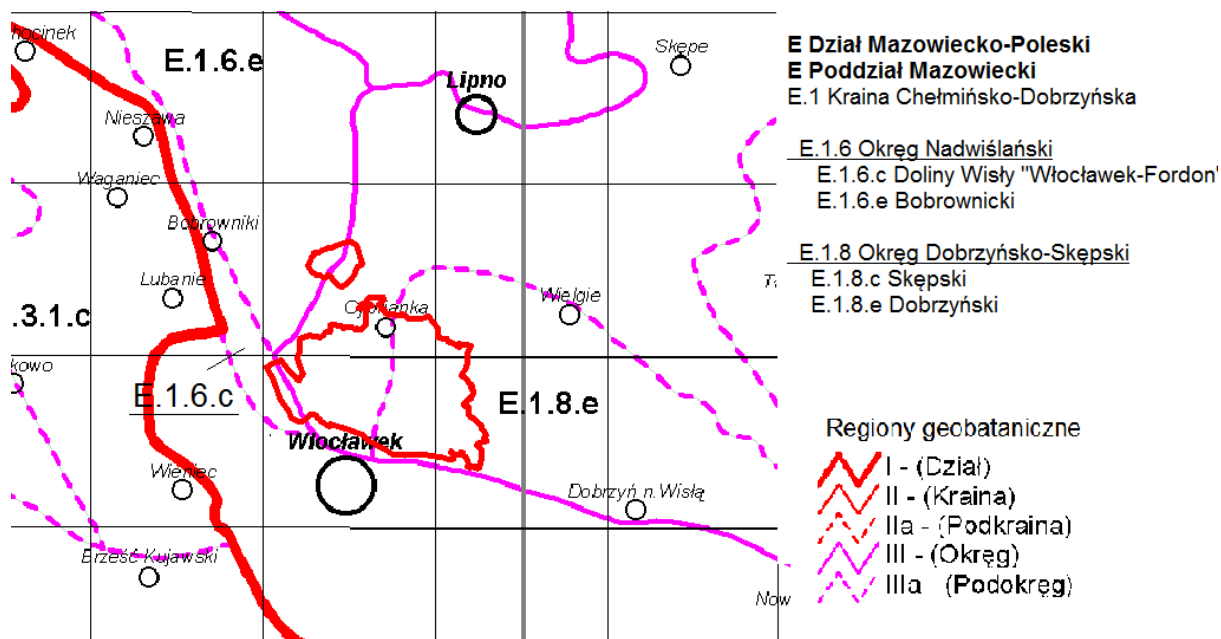 Skępe
E.1.6.e
Lipno
Nieszawa
Waganiec
Bobrowniki
Lubanie
Cyprianka
Wielgie
.3.1.c
kowo
E.1.6.c
E.1.8.e
Włocławek
Wieniec
Dobrzyń n.Wisłą
Brześć Kujawski
Now
E Dział Mazowiecko-Poleski
E Poddział Mazowiecki
E.1 Kraina Chełmińsko-Dobrzyńska
E.1.6 Okręg Nadwiślański
E.1.6.c Doliny Wisły "Włocławek-Fordon"
E.1.6.e Bobrownicki
E.1.8 Okręg Dobrzyńsko-Skępski
E.1.8.c Skępski
E.1.8.e Dobrzyński
Regiony geobataniczne
I - (Dział)
II - (Kraina)
IIa - (Podkraina)
III - (Okręg)
IIIa (Podokręg)